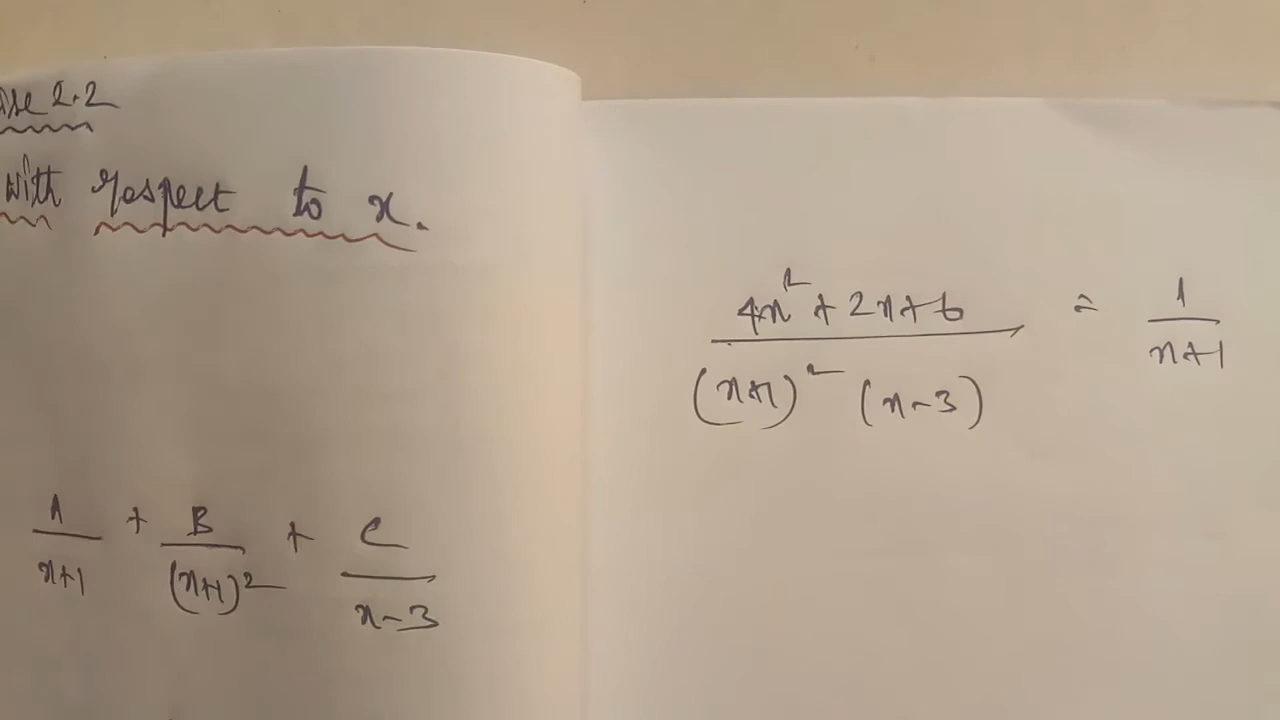 2.2
with respect to x.
A/(x+1) + B/(x+1)² + C/(x-3)
(4x² + 2x + 6)/((x+1)² (x-3)) = 1/(x+1)